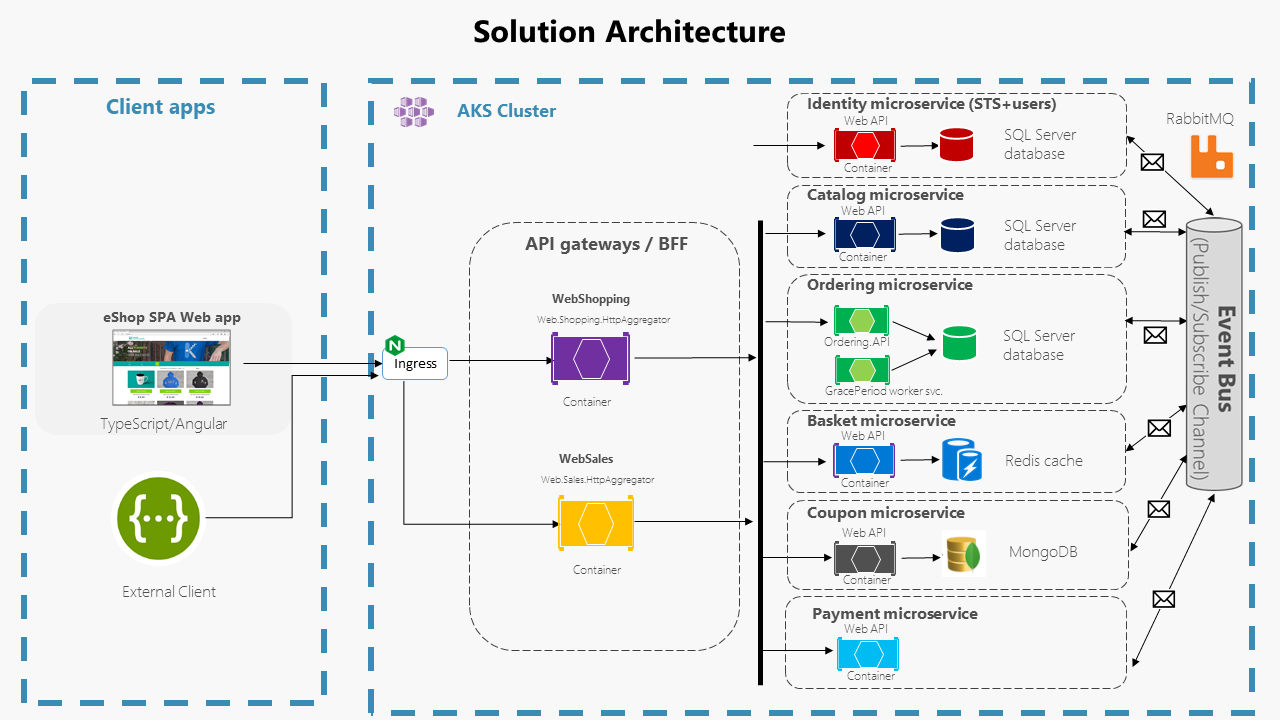 Solution Architecture
Client apps
eShop SPA Web app
TypeScript/Angular
{...}
External Client
AKS Cluster
N
Ingress
API gateways / BFF
WebShopping
Web.Shopping.HttpAggregator
Container
WebSales
Web.Sales.HttpAggregator
Container
Identity microservice (STS+users)
Web API
Container
SQL Server
database
Catalog microservice
Web API
Container
SQL Server
database
Ordering microservice
Ordering.API
GracePeriod worker svc.
SQL Server
database
Basket microservice
Web API
Container
Redis cache
Coupon microservice
Web API
Container
MongoDB
Payment microservice
Web API
Container
RabbitMQ
Event Bus
(Publish/Subscribe Channel)